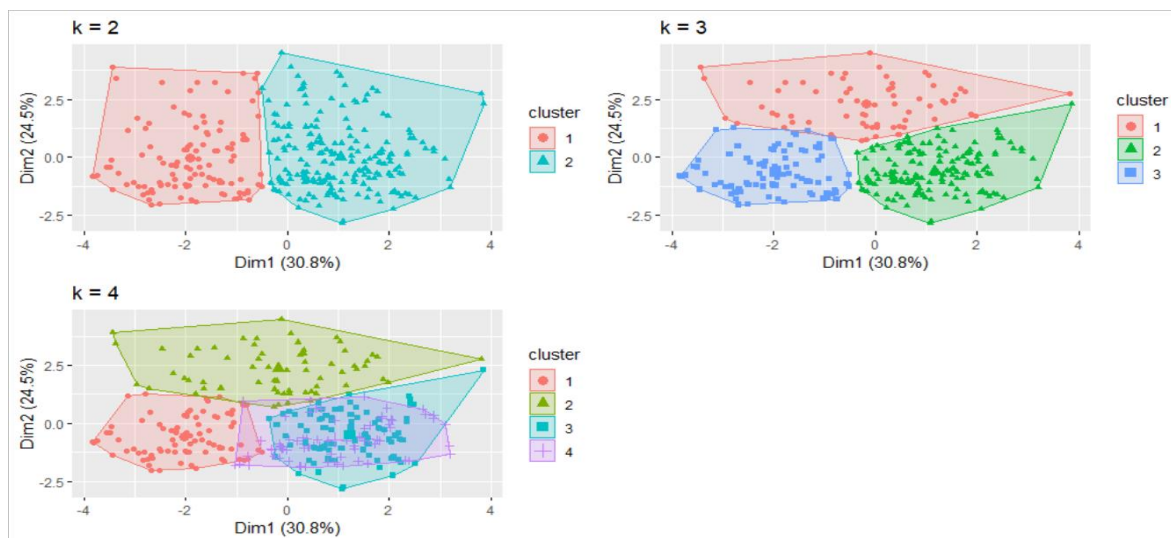 k = 2
2.5
0.0
-2.5
Dim2 (24.5%)
-4
-2
0
2
4
Dim1 (30.8%)
cluster
1
2
k = 3
2.5
0.0
-2.5
Dim2 (24.5%)
-4
-2
0
2
4
Dim1 (30.8%)
cluster
1
2
3
k = 4
2.5
0.0
-2.5
Dim2 (24.5%)
-4
-2
0
2
4
Dim1 (30.8%)
cluster
1
2
3
4